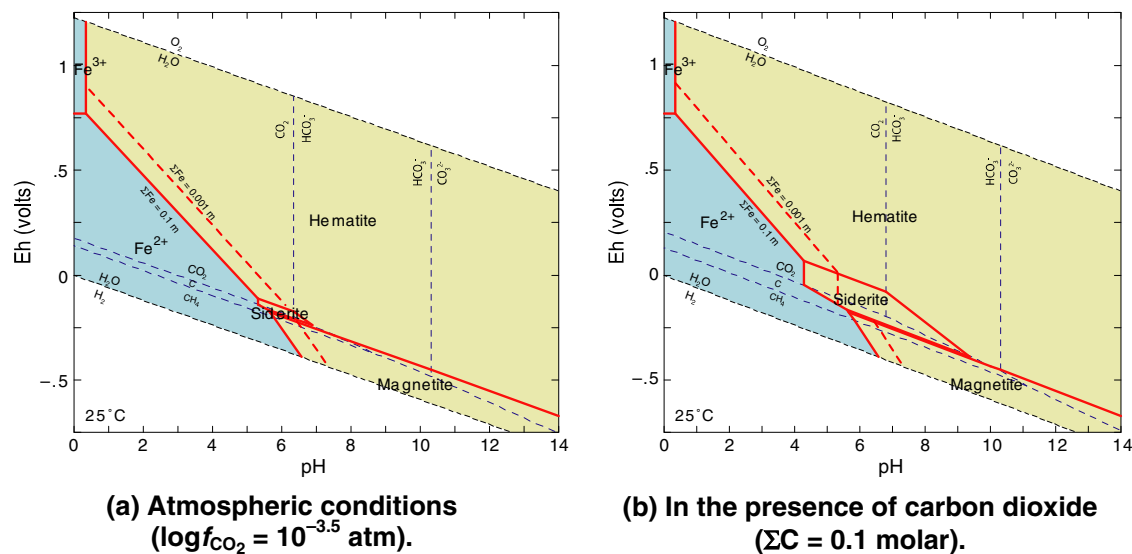 1
.5
0
−.5
Eh (volts)
Fe3+
O2
H2O
CO2
HCO3-
HCO3-
CO32-
ΣFe = 0.001 m
ΣFe = 0.1 m
Hematite
Fe2+
CO2
C
CH4
H2O
H2
Siderite
Magnetite
25˚C
0 2 4 6 8 10 12 14
pH
(a) Atmospheric conditions
(logfCO2 = 10−3.5 atm).
1
.5
0
−.5
Eh (volts)
Fe3+
O2
H2O
CO2
HCO3-
HCO3-
CO32-
ΣFe = 0.001 m
ΣFe = 0.1 m
Hematite
Fe2+
CO2
C
CH4
H2O
H2
Siderite
Magnetite
25˚C
0 2 4 6 8 10 12 14
pH
(b) In the presence of carbon dioxide
(ΣC = 0.1 molar).